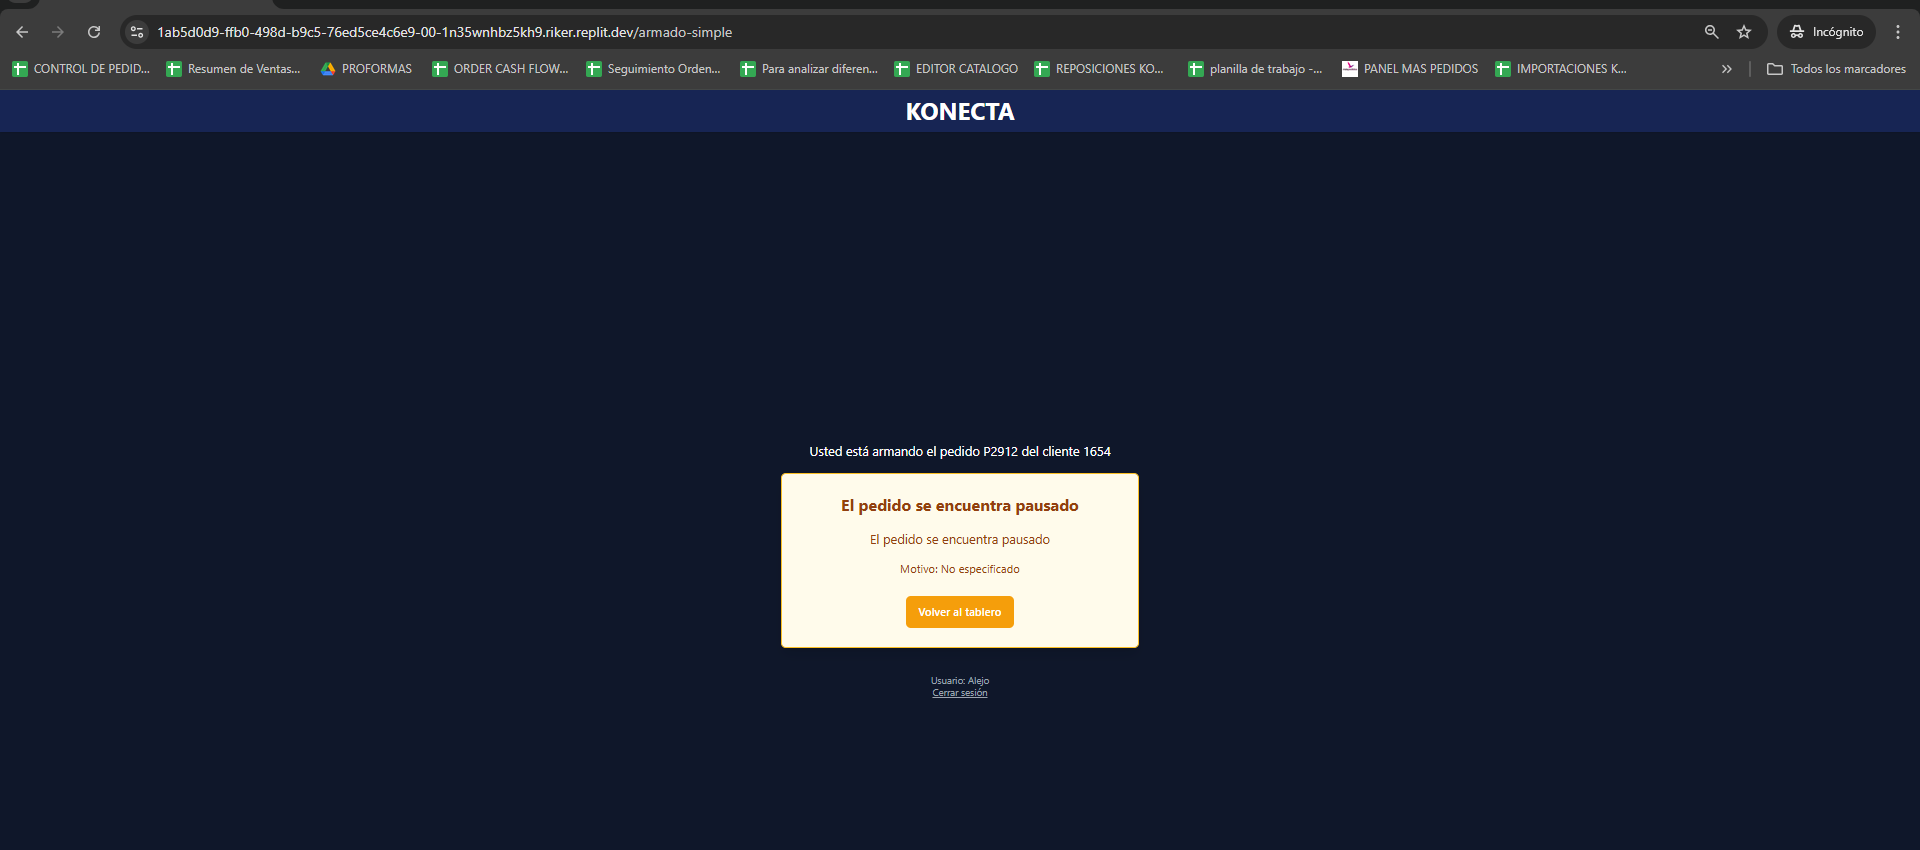 1ab5d0d9-ffb0-498d-b9c5-76ed5ce4c6e9-00-1n35wnhbz5kh9.riker.replit.dev/armado-simple
Incógnito
CONTROL DE PEDID... Resumen de Ventas... PROFORMAS ORDER CASH FLOW... Seguimiento Orden... Para analizar diferen... EDITOR CATALOGO REPOSICIONES KO... planilla de trabajo -... PANEL MAS PEDIDOS IMPORTACIONES K... » Todos los marcadores
KONECTA
Usted está armando el pedido P2912 del cliente 1654
El pedido se encuentra pausado
El pedido se encuentra pausado
Motivo: No especificado
Volver al tablero
Usuario: Alejo
Cerrar sesión